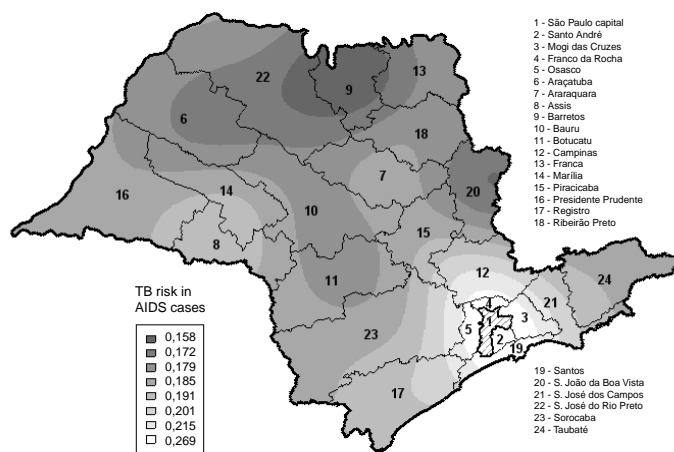 1 - São Paulo capital
2 - Santo André
3 - Mogi das Cruzes
4 - Franco da Rocha
5 - Osasco
6 - Araçatuba
7 - Araraquara
8 - Assis
9 - Barretos
10 - Bauru
11 - Botucatu
12 - Campinas
13 - Franca
14 - Marília
15 - Piracicaba
16 - Presidente Prudente
17 - Registro
18 - Ribeirão Preto
22
9
13
6
18
7
20
16
14
10
15
8
12
11
24
21
4
3
1
5
2
23
19
17
TB risk in
AIDS cases
0,158
0,172
0,179
0,185
0,191
0,201
0,215
0,269
19 - Santos
20 - S. João da Boa Vista
21 - S. José dos Campos
22 - S. José do Rio Preto
23 - Sorocaba
24 - Taubaté